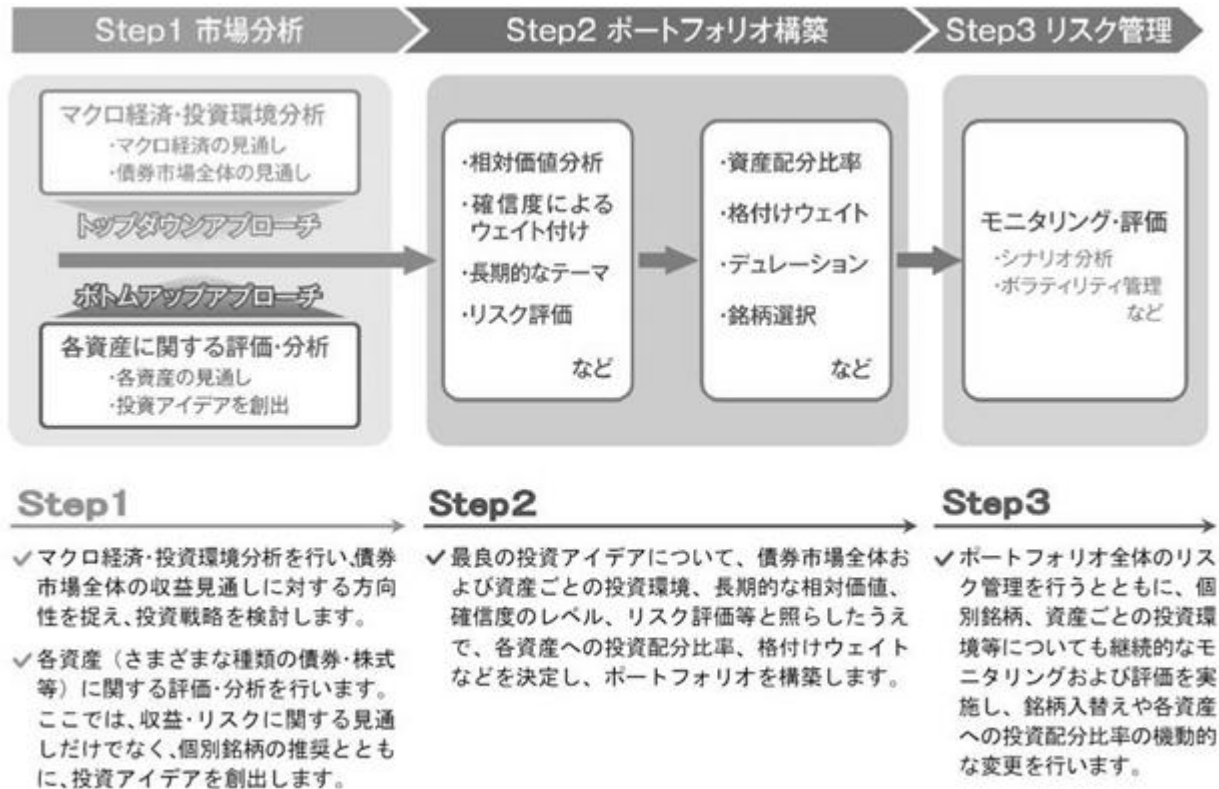 Step1 市場分析
Step2 ポートフォリオ構築
Step3 リスク管理
マクロ経済・投資環境分析
・マクロ経済の見通し
・債券市場全体の見通し
トップダウンアプローチ
ボトムアップアプローチ
各資産に関する評価・分析
・各資産の見通し
・投資アイデアを創出
・相対価値分析
・確信度による
ウェイト付け
・長期的なテーマ
・リスク評価
など
・資産配分比率
・格付けウェイト
・デュレーション
・銘柄選択
など
モニタリング・評価
・シナリオ分析
・ボラティリティ管理
など
Step1
✓マクロ経済・投資環境分析を行い、債券
市場全体の収益見通しに対する方向
性を捉え、投資戦略を検討します。
✓各資産（さまざまな種類の債券・株式
等）に関する評価・分析を行います。
ここでは、収益・リスクに関する見通
しだけでなく、個別銘柄の推奨ととも
に、投資アイデアを創出します。
Step2
✓最良の投資アイデアについて、債券市場全体お
よび資産ごとの投資環境、長期的な相対価値、
確信度のレベル、リスク評価等と照らしたうえ
で、各資産への投資配分比率、格付けウェイト
などを決定し、ポートフォリオを構築します。
Step3
✓ポートフォリオ全体のリス
ク管理を行うとともに、個
別銘柄、資産ごとの投資環
境等についても継続的なモ
ニタリングおよび評価を実
施し、銘柄入替えや各資産
への投資配分比率の機動的
な変更を行います。